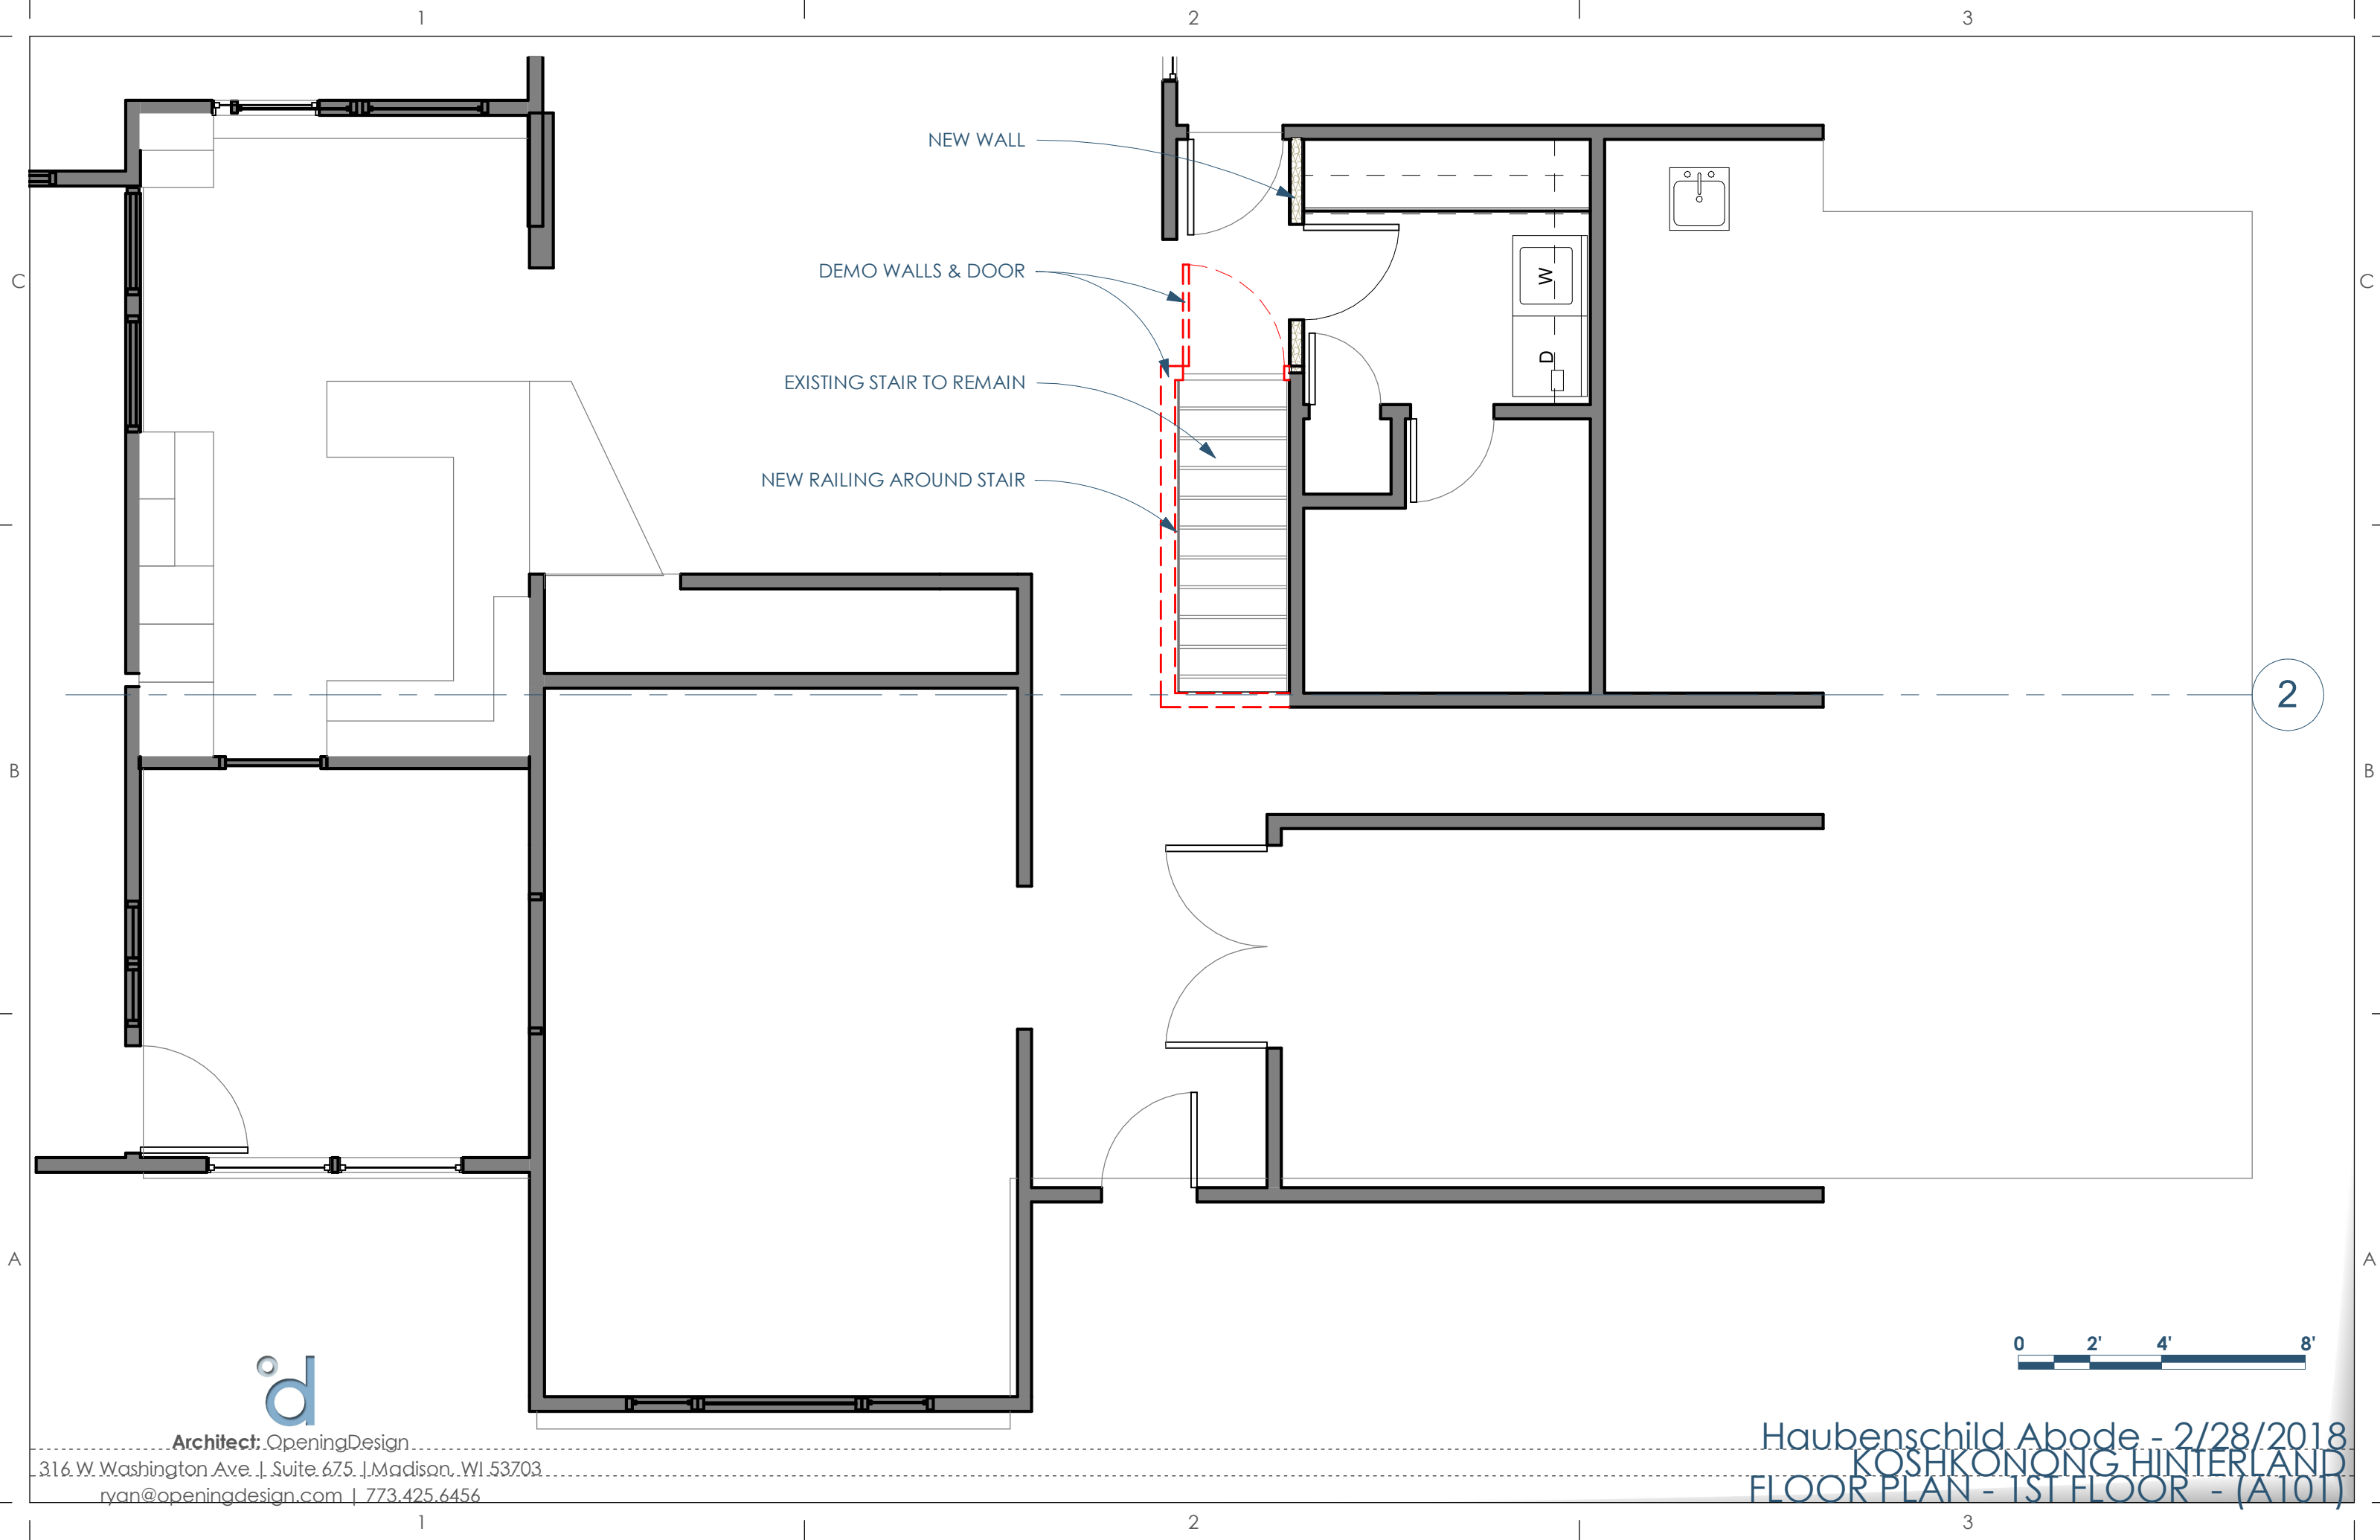 1 2 3
NEW WALL
C C
DEMO WALLS & DOOR
W
D
EXISTING STAIR TO REMAIN
NEW RAILING AROUND STAIR
2
B B
A A
0 2' 4' 8'
d
Architect: OpeningDesign
316 W Washington Ave | Suite 675 | Madison, WI 53703
ryan@openingdesign.com | 773.425.6456
Haubenschild Abode - 2/28/2018
KOSHKONONG HINTERLAND
FLOOR PLAN - 1ST FLOOR - (A101)
1 2 3